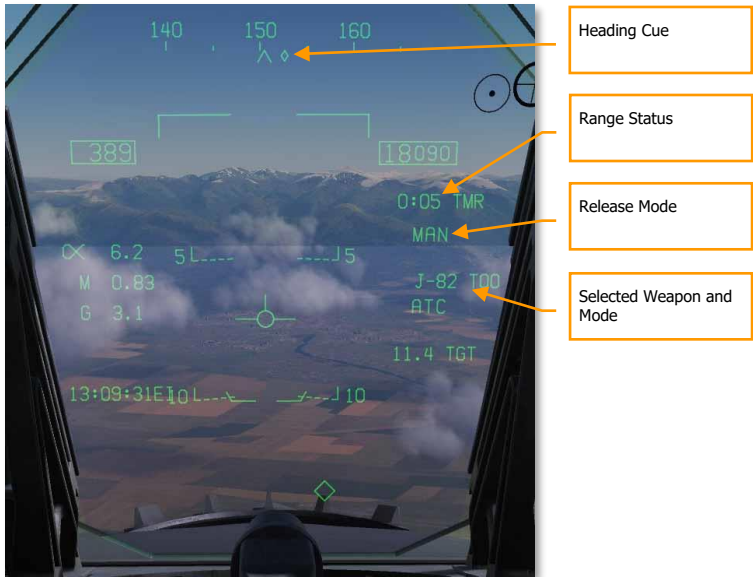 140 150 160
Heading Cue
389
18090
Range Status
0:05 TMR
Release Mode
MAN
α 6.2
5 5
M 0.83
J-82 TOO
Selected Weapon and
Mode
G 3.1
ATC
11.4 TGT
13:09:31EI
10 10